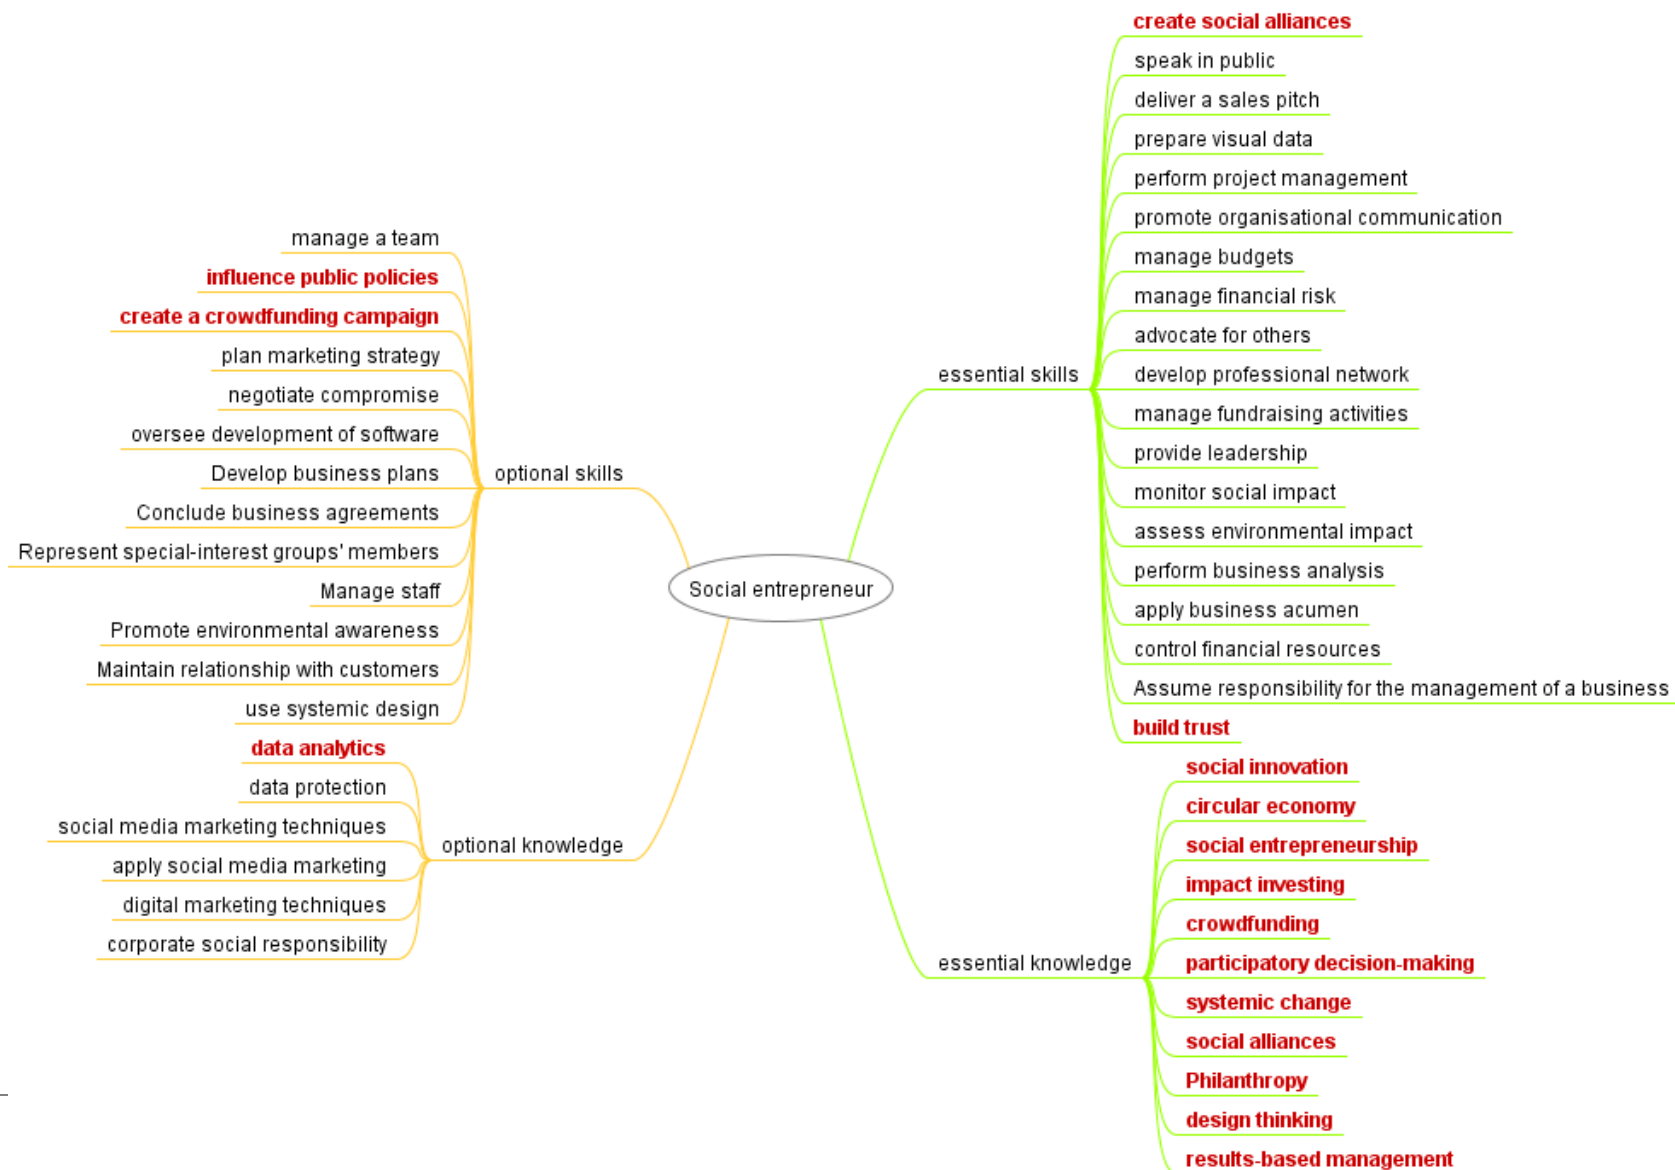 Social entrepreneur
essential skills
create social alliances
speak in public
deliver a sales pitch
prepare visual data
perform project management
promote organisational communication
manage budgets
manage financial risk
advocate for others
develop professional network
manage fundraising activities
provide leadership
monitor social impact
assess environmental impact
perform business analysis
apply business acumen
control financial resources
Assume responsibility for the management of a business
build trust
essential knowledge
social innovation
circular economy
social entrepreneurship
impact investing
crowdfunding
participatory decision-making
systemic change
social alliances
Philanthropy
design thinking
results-based management
optional skills
manage a team
influence public policies
create a crowdfunding campaign
plan marketing strategy
negotiate compromise
oversee development of software
Develop business plans
Conclude business agreements
Represent special-interest groups' members
Manage staff
Promote environmental awareness
Maintain relationship with customers
use systemic design
optional knowledge
data analytics
data protection
social media marketing techniques
apply social media marketing
digital marketing techniques
corporate social responsibility